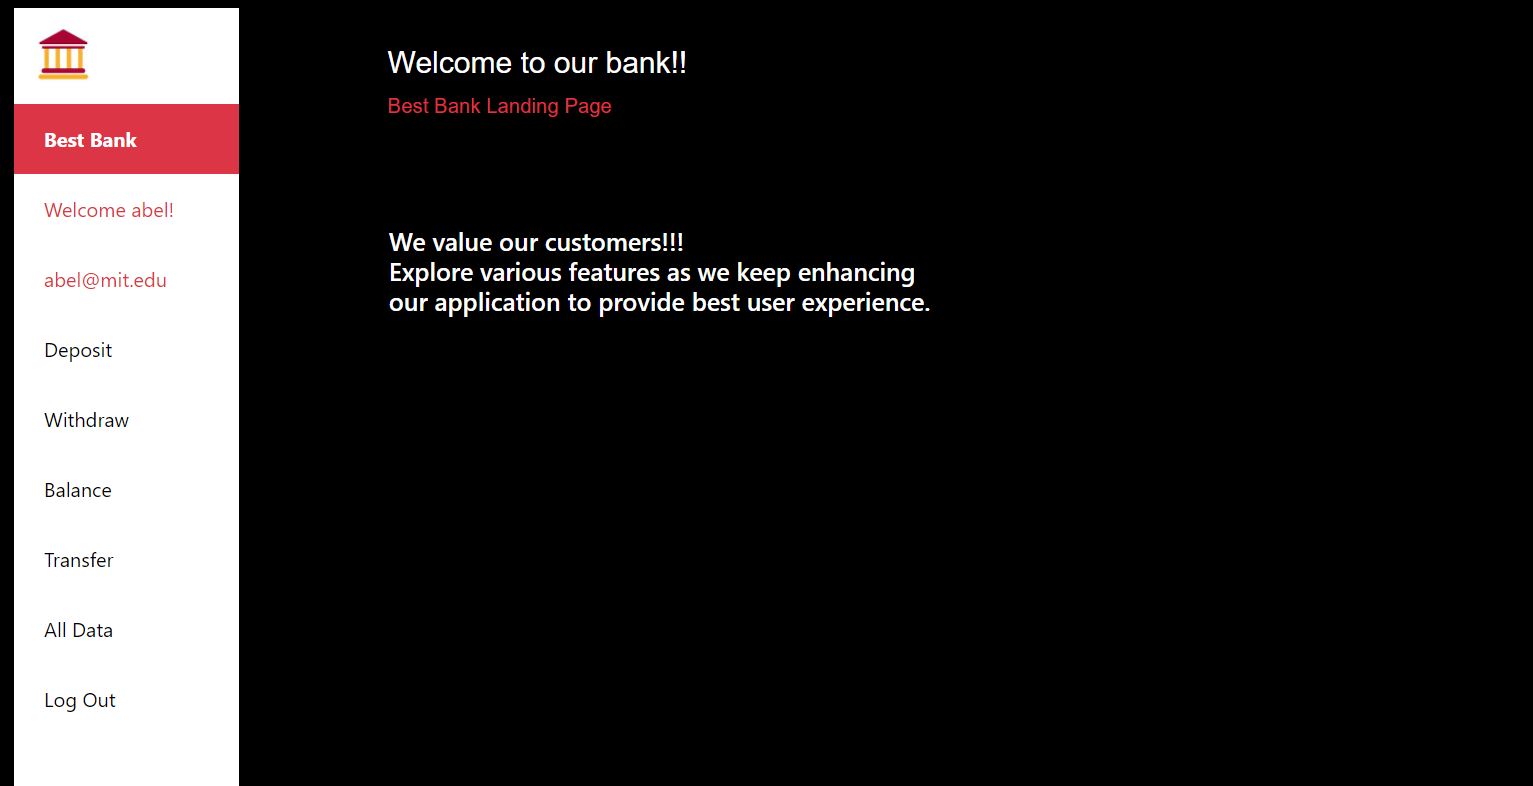 Best Bank
Welcome abel!
abel@mit.edu
Deposit
Withdraw
Balance
Transfer
All Data
Log Out
Welcome to our bank!!
Best Bank Landing Page
We value our customers!!!
Explore various features as we keep enhancing
our application to provide best user experience.